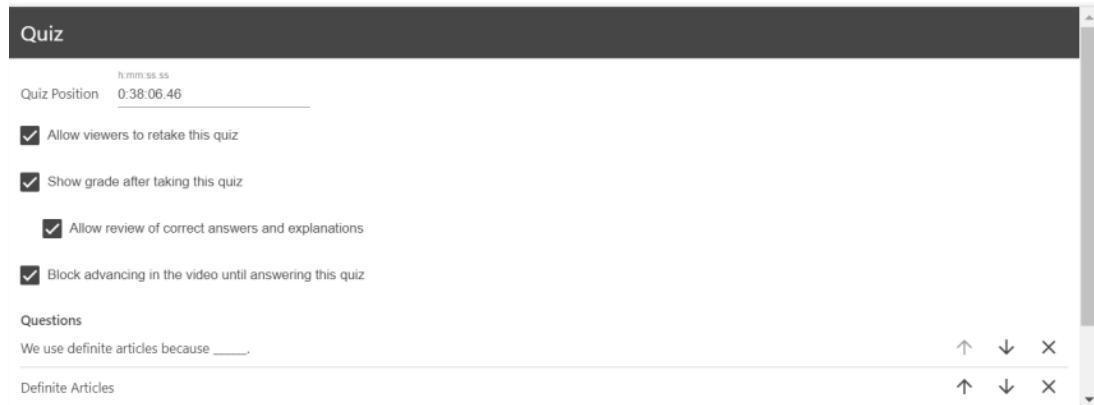 Quiz
h:mm:ss.ss
Quiz Position 0:38:06.46
Allow viewers to retake this quiz
Show grade after taking this quiz
Allow review of correct answers and explanations
Block advancing in the video until answering this quiz
Questions
We use definite articles because _____.
Definite Articles